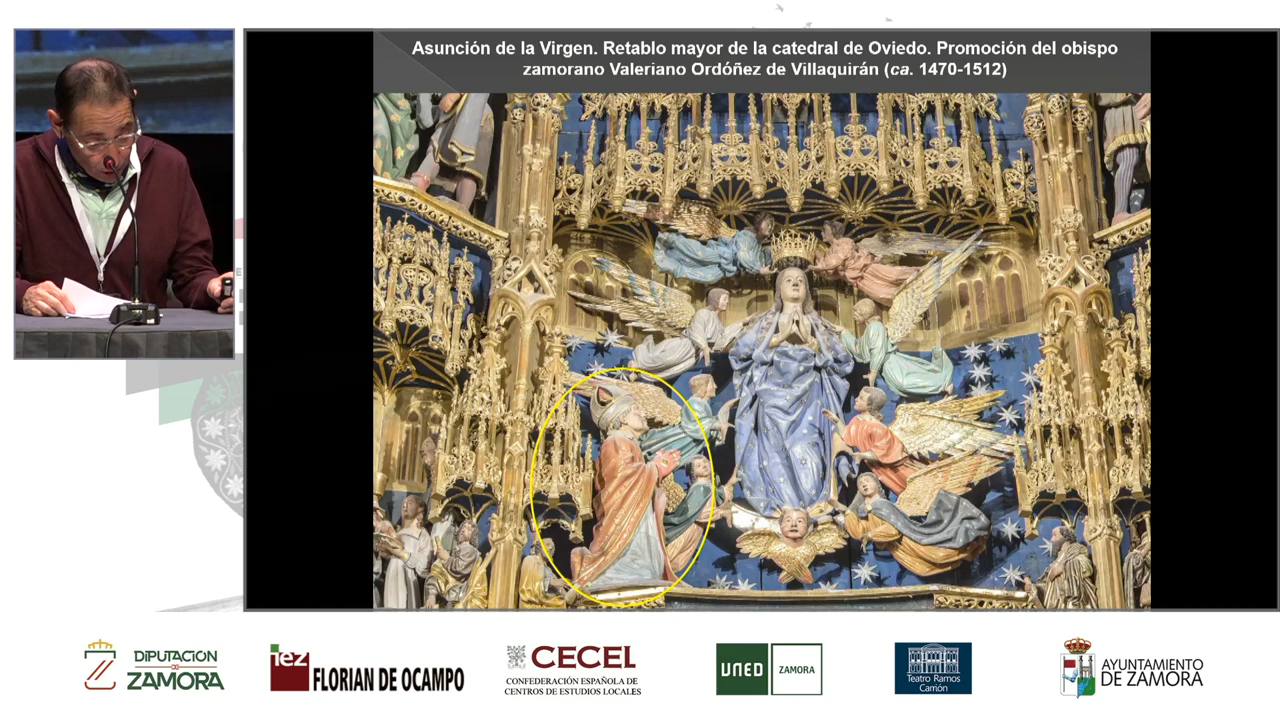 Asunción de la Virgen. Retablo mayor de la catedral de Oviedo. Promoción del obispo
zamorano Valeriano Ordóñez de Villaquirán (ca. 1470-1512)
DIPUTACIÓN
ZAMORA
iez
FLORIAN DE OCAMPO
CECEL
CONFEDERACIÓN ESPAÑOLA DE
CENTROS DE ESTUDIOS LOCALES
UNED
ZAMORA
Teatro Ramos
Carrión
AYUNTAMIENTO
DE ZAMORA